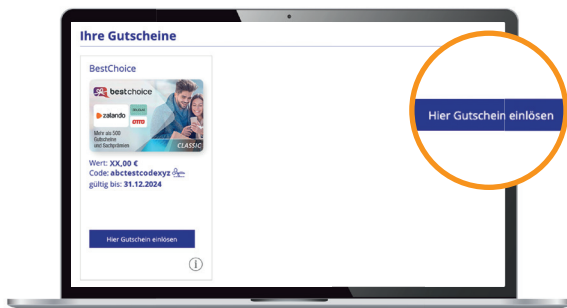 Ihre Gutscheine
BestChoice
bestchoice
zalando
OTTO
Mehr als 500
Gutscheine
und Sachprämien
CLASSIC
Wert: XX,00 €
Code: abctestcodexyz
gültig bis: 31.12.2024
Hier Gutschein einlösen
Hier Gutschein einlösen